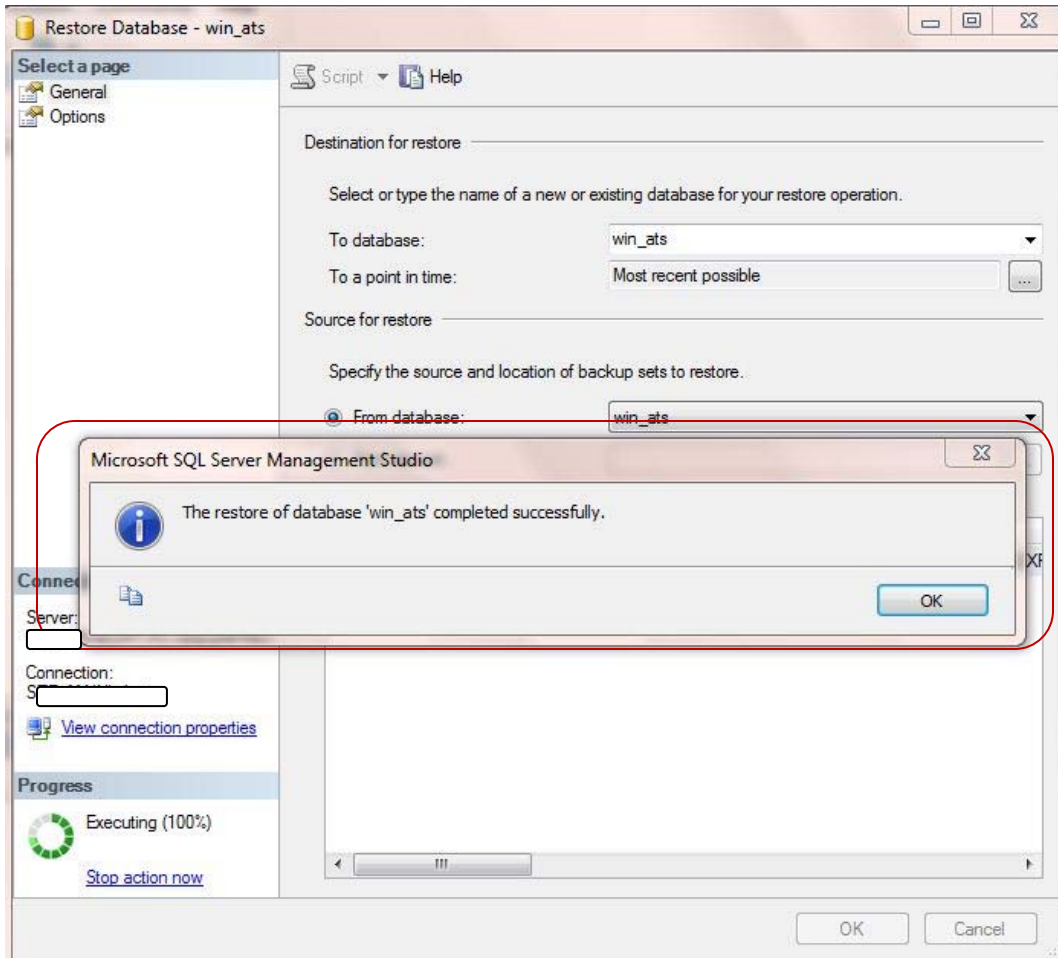 Restore Database - win_ats
Select a page
General
Options
Script Help
Destination for restore
Select or type the name of a new or existing database for your restore operation.
To database: win_ats
To a point in time: Most recent possible
...
Source for restore
Specify the source and location of backup sets to restore.
From database: win_ats
Microsoft SQL Server Management Studio
The restore of database 'win_ats' completed successfully.
OK
Server:
Connection:
View connection properties
Progress
Executing (100%)
Stop action now
OK Cancel